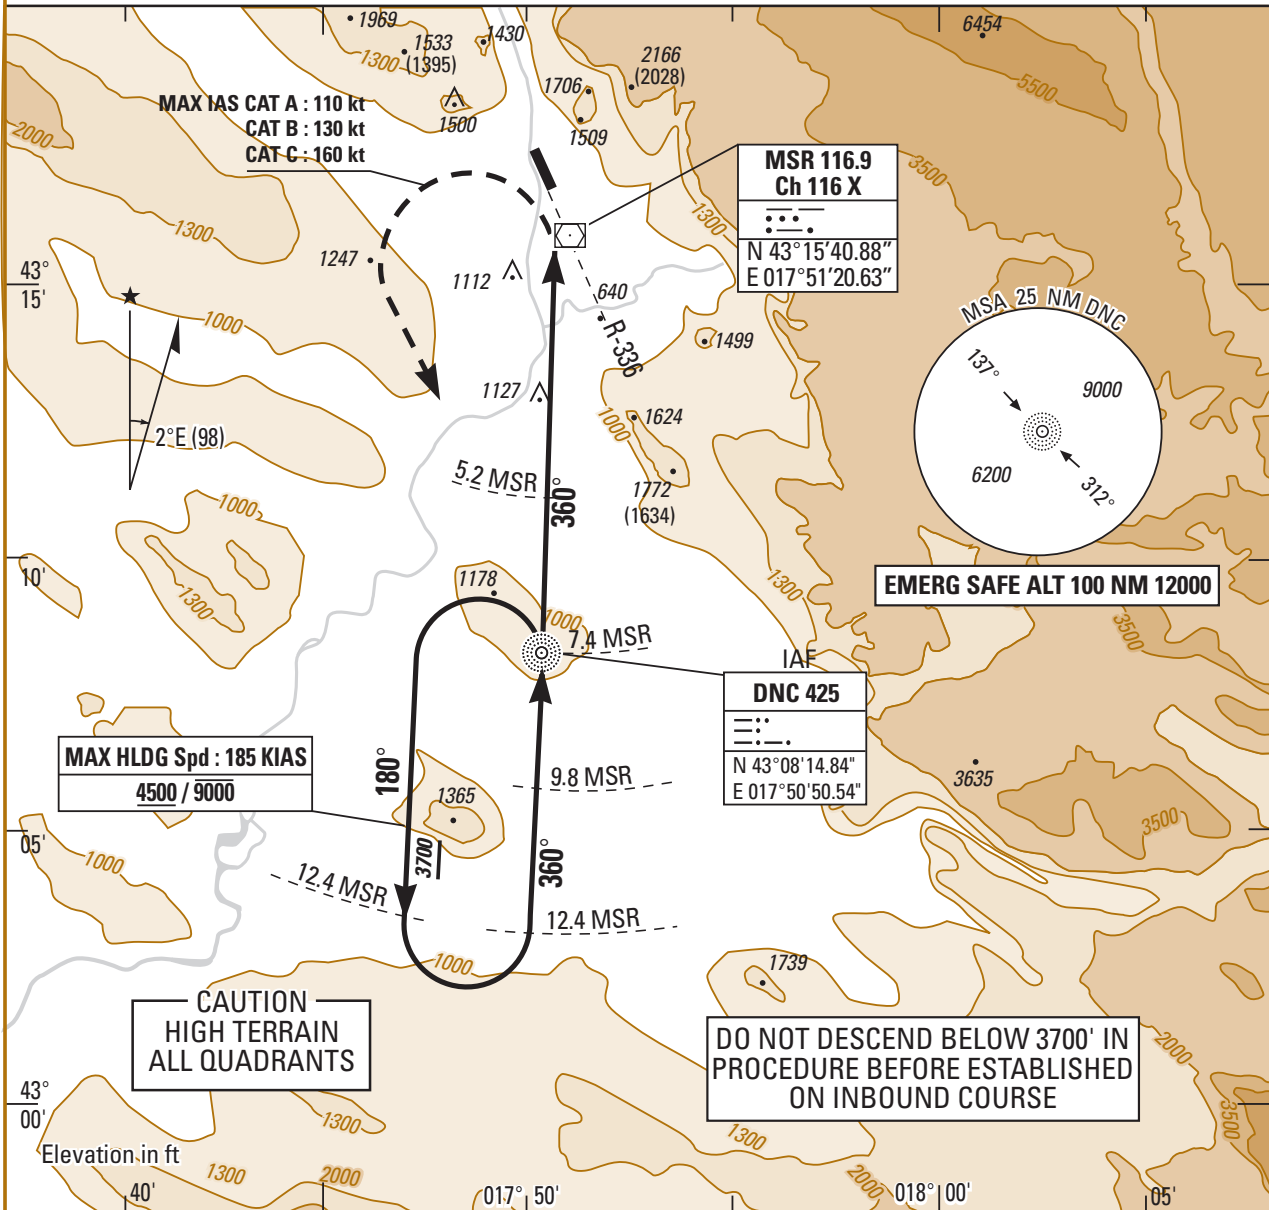 1969
1533
(1395)
1430
1300
2166
(2028)
6454
5500
1706
1509
1500
MAX IAS CAT A : 110 kt
CAT B : 130 kt
CAT C : 160 kt
2000
3500
MSR 116.9
Ch 116 X
N 43°15'40.88"
E 017°51'20.63"
1300
1300
1247
1112
640
R-336
43°
15'
1000
2°E (98)
1499
1127
1000
1624
1772
(1634)
MSA 25 NM DNC
137°
9000
6200
312°
EMERG SAFE ALT 100 NM 12000
5.2 MSR
360°
1000
1300
10'
1178
1000
1300
7.4 MSR
3500
IAF
DNC 425
N 43°08'14.84"
E 017°50'50.54"
MAX HLDG Spd : 185 KIAS
4500 / 9000
180°
1365
3700
9.8 MSR
360°
3635
3500
05'
1000
12.4 MSR
12.4 MSR
1000
1739
CAUTION
HIGH TERRAIN
ALL QUADRANTS
DO NOT DESCEND BELOW 3700' IN
PROCEDURE BEFORE ESTABLISHED
ON INBOUND COURSE
2000
3500
43°
00'
1300
1300
Elevation in ft
1300
2000
2000
40'
017° 50'
018° 00'
05'